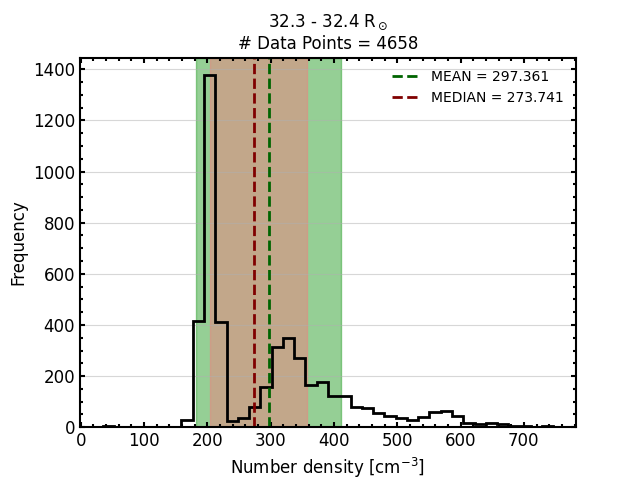 32.3 - 32.4 R⊙
# Data Points = 4658
MEAN = 297.361
MEDIAN = 273.741
Frequency
1400
1200
1000
800
600
400
200
0
0 100 200 300 400 500 600 700
Number density [cm⁻³]